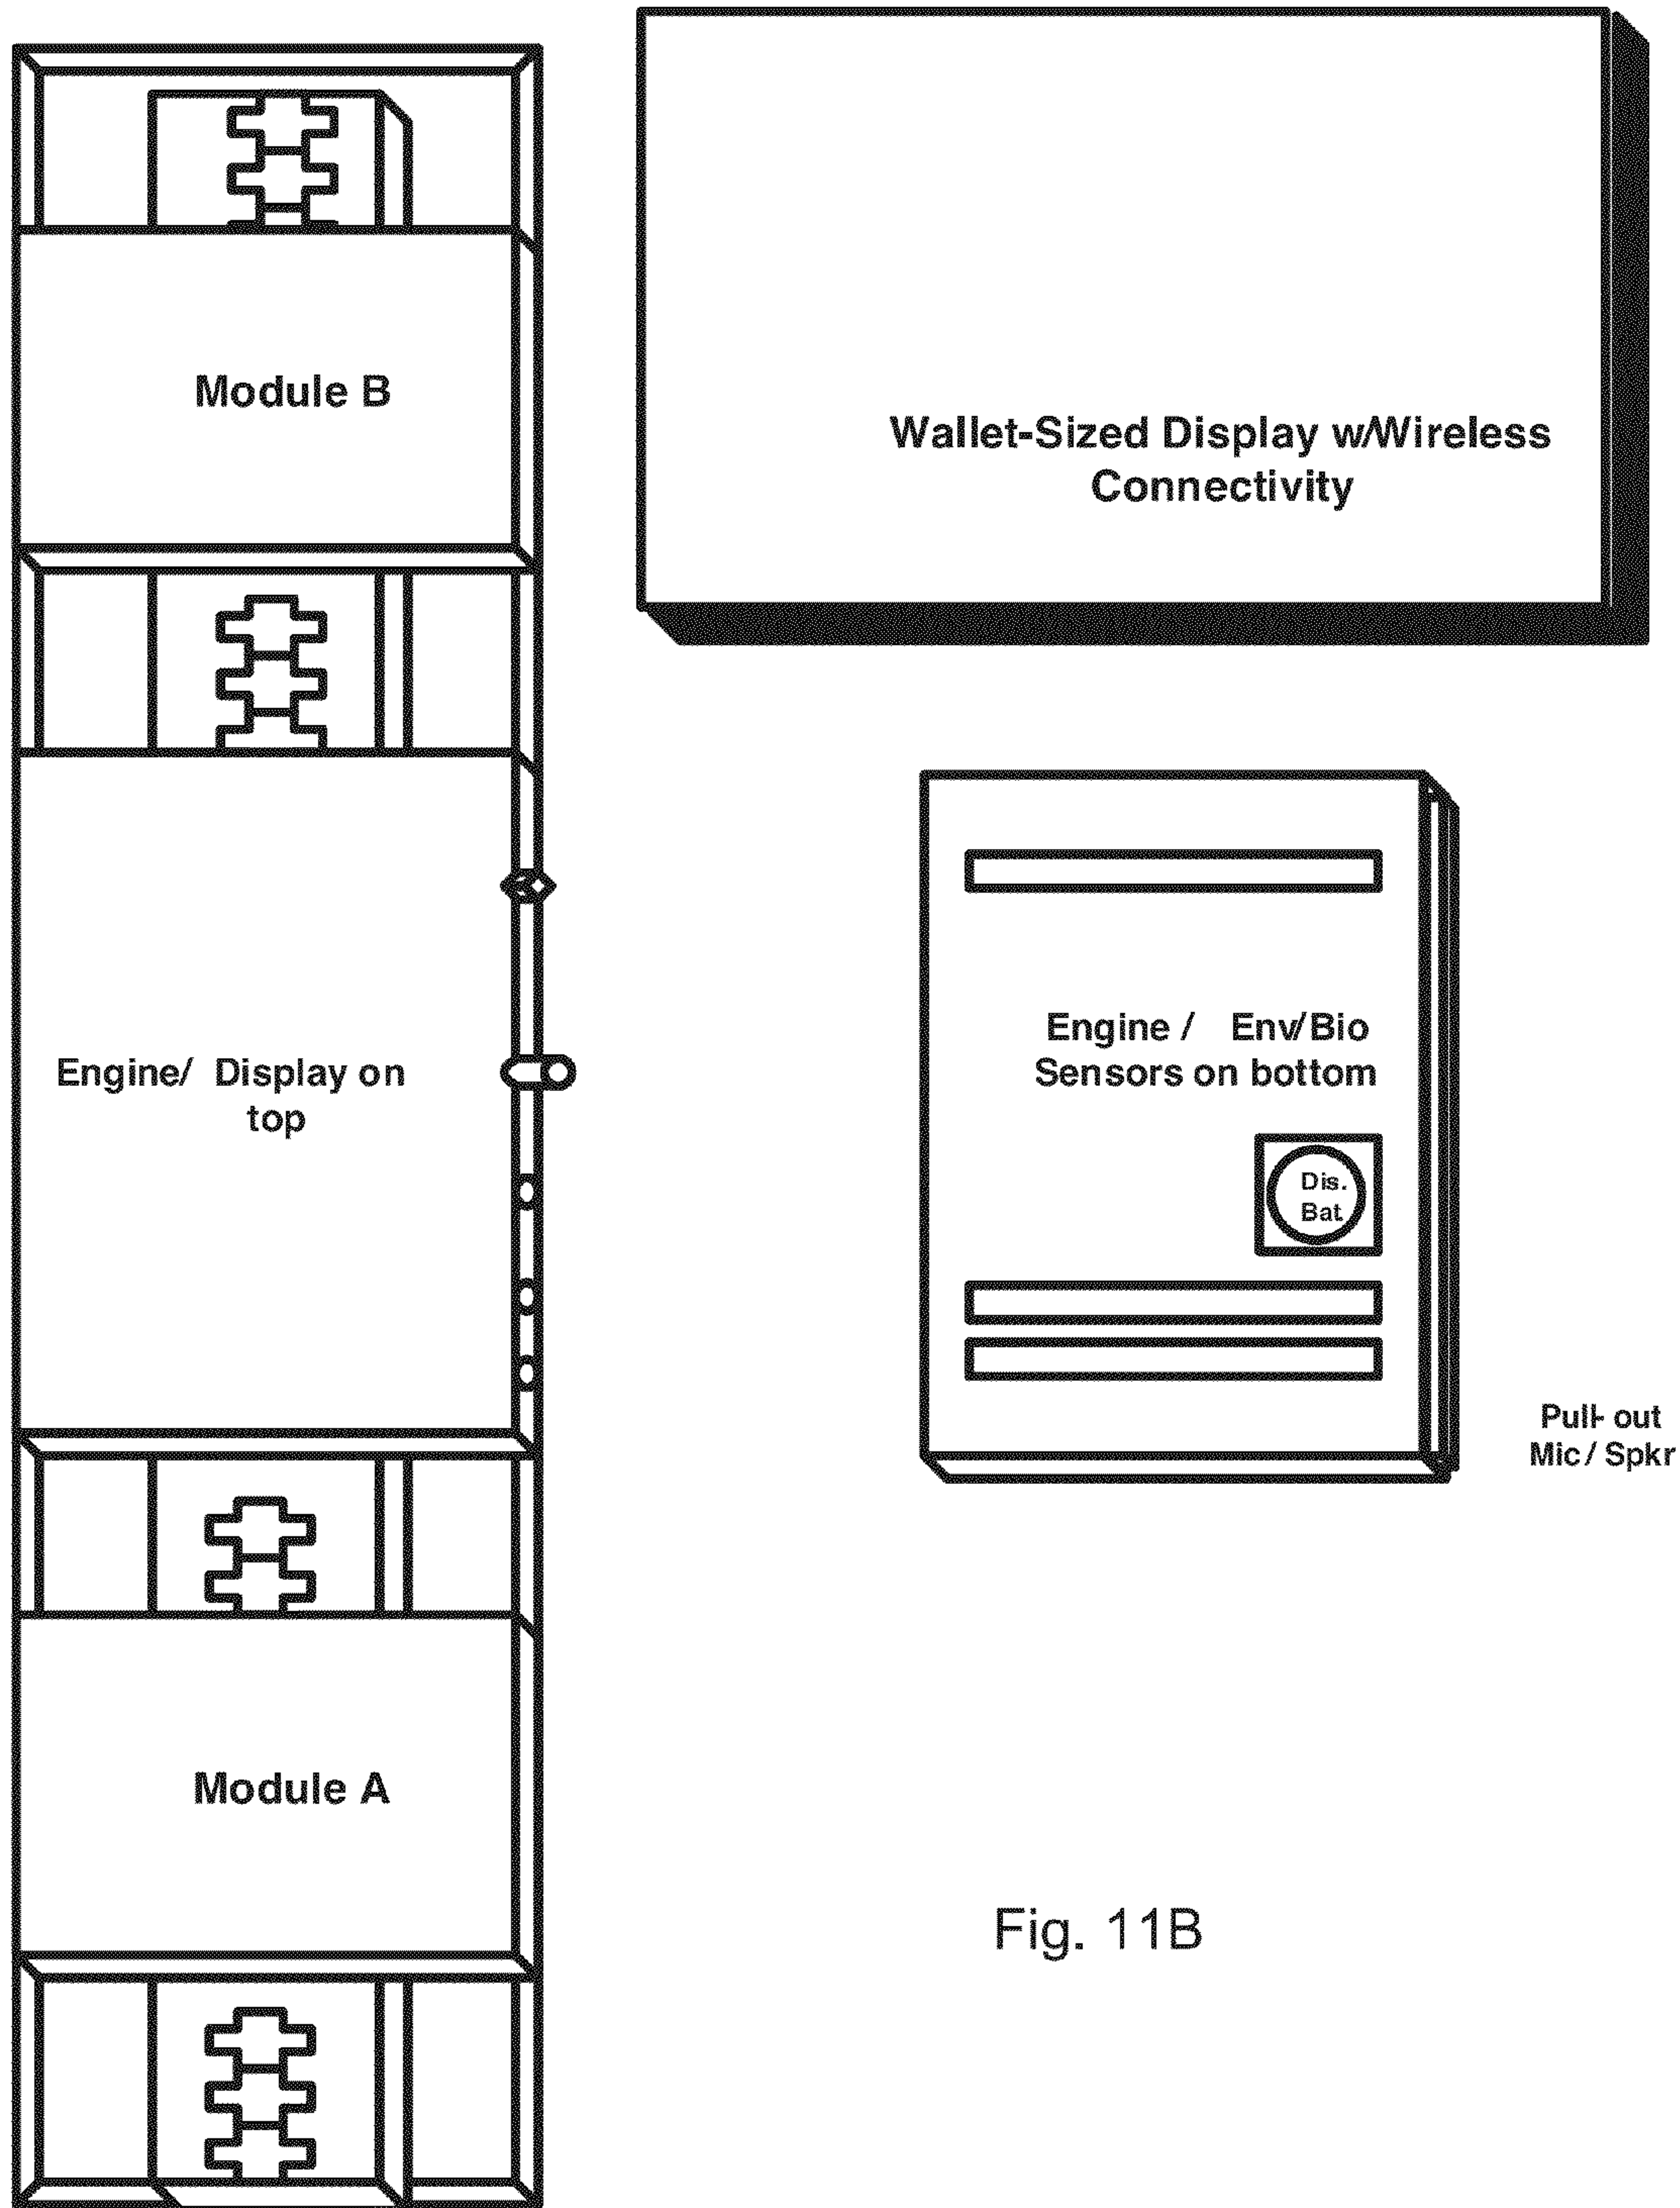 Module B
Wallet-Sized Display w/Wireless
Connectivity
Engine / Env/Bio
Sensors on bottom
Engine/ Display on
top
Dis.
Bat.
Pull-out
Mic / Spkr
Module A
Fig. 11B